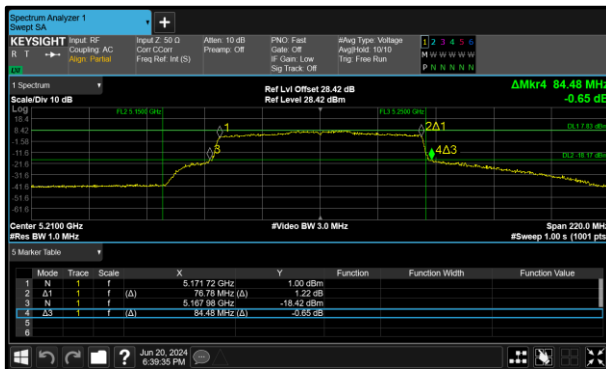 Spectrum Analyzer 1
Swept SA
KEYSIGHT
R T
Input: RF
Coupling: AC
Align: Partial
Input Z: 50 Ω
Corr CCorr
Freq Ref: Int (S)
Atten: 10 dB
Preamp: Off
PNO: Fast
Gate: Off
IF Gain: Low
Sig Track: Off
#Avg Type: Voltage
Avg|Hold: 10/10
Trig: Free Run
1 2 3 4 5 6
M W W W W W
P N N N N N
1 Spectrum
Scale/Div 10 dB
Ref Lvl Offset 28.42 dB
Ref Level 28.42 dBm
ΔMkr4 84.48 MHz
-0.65 dB
Log
18.4
8.42
-1.58
-11.6
-21.6
-31.6
-41.6
-51.6
-61.6
FL2 5.1500 GHz
FL3 5.2500 GHz
1
2Δ1
3
4Δ3
DL1 7.83 dBm
DL2 -18.17 dBm
Center 5.2100 GHz
#Res BW 1.0 MHz
#Video BW 3.0 MHz
Span 220.0 MHz
#Sweep 1.00 s (1001 pts)
5 Marker Table
Mode Trace Scale X Y Function Function Width Function Value
1 N 1 f 5.171 72 GHz 1.00 dBm
2 Δ1 1 f (Δ) 76.78 MHz (Δ) 1.22 dB
3 N 1 f 5.167 98 GHz -18.42 dBm
4 Δ3 1 f (Δ) 84.48 MHz (Δ) -0.65 dB
5
6
?
Jun 20, 2024
6:39:35 PM